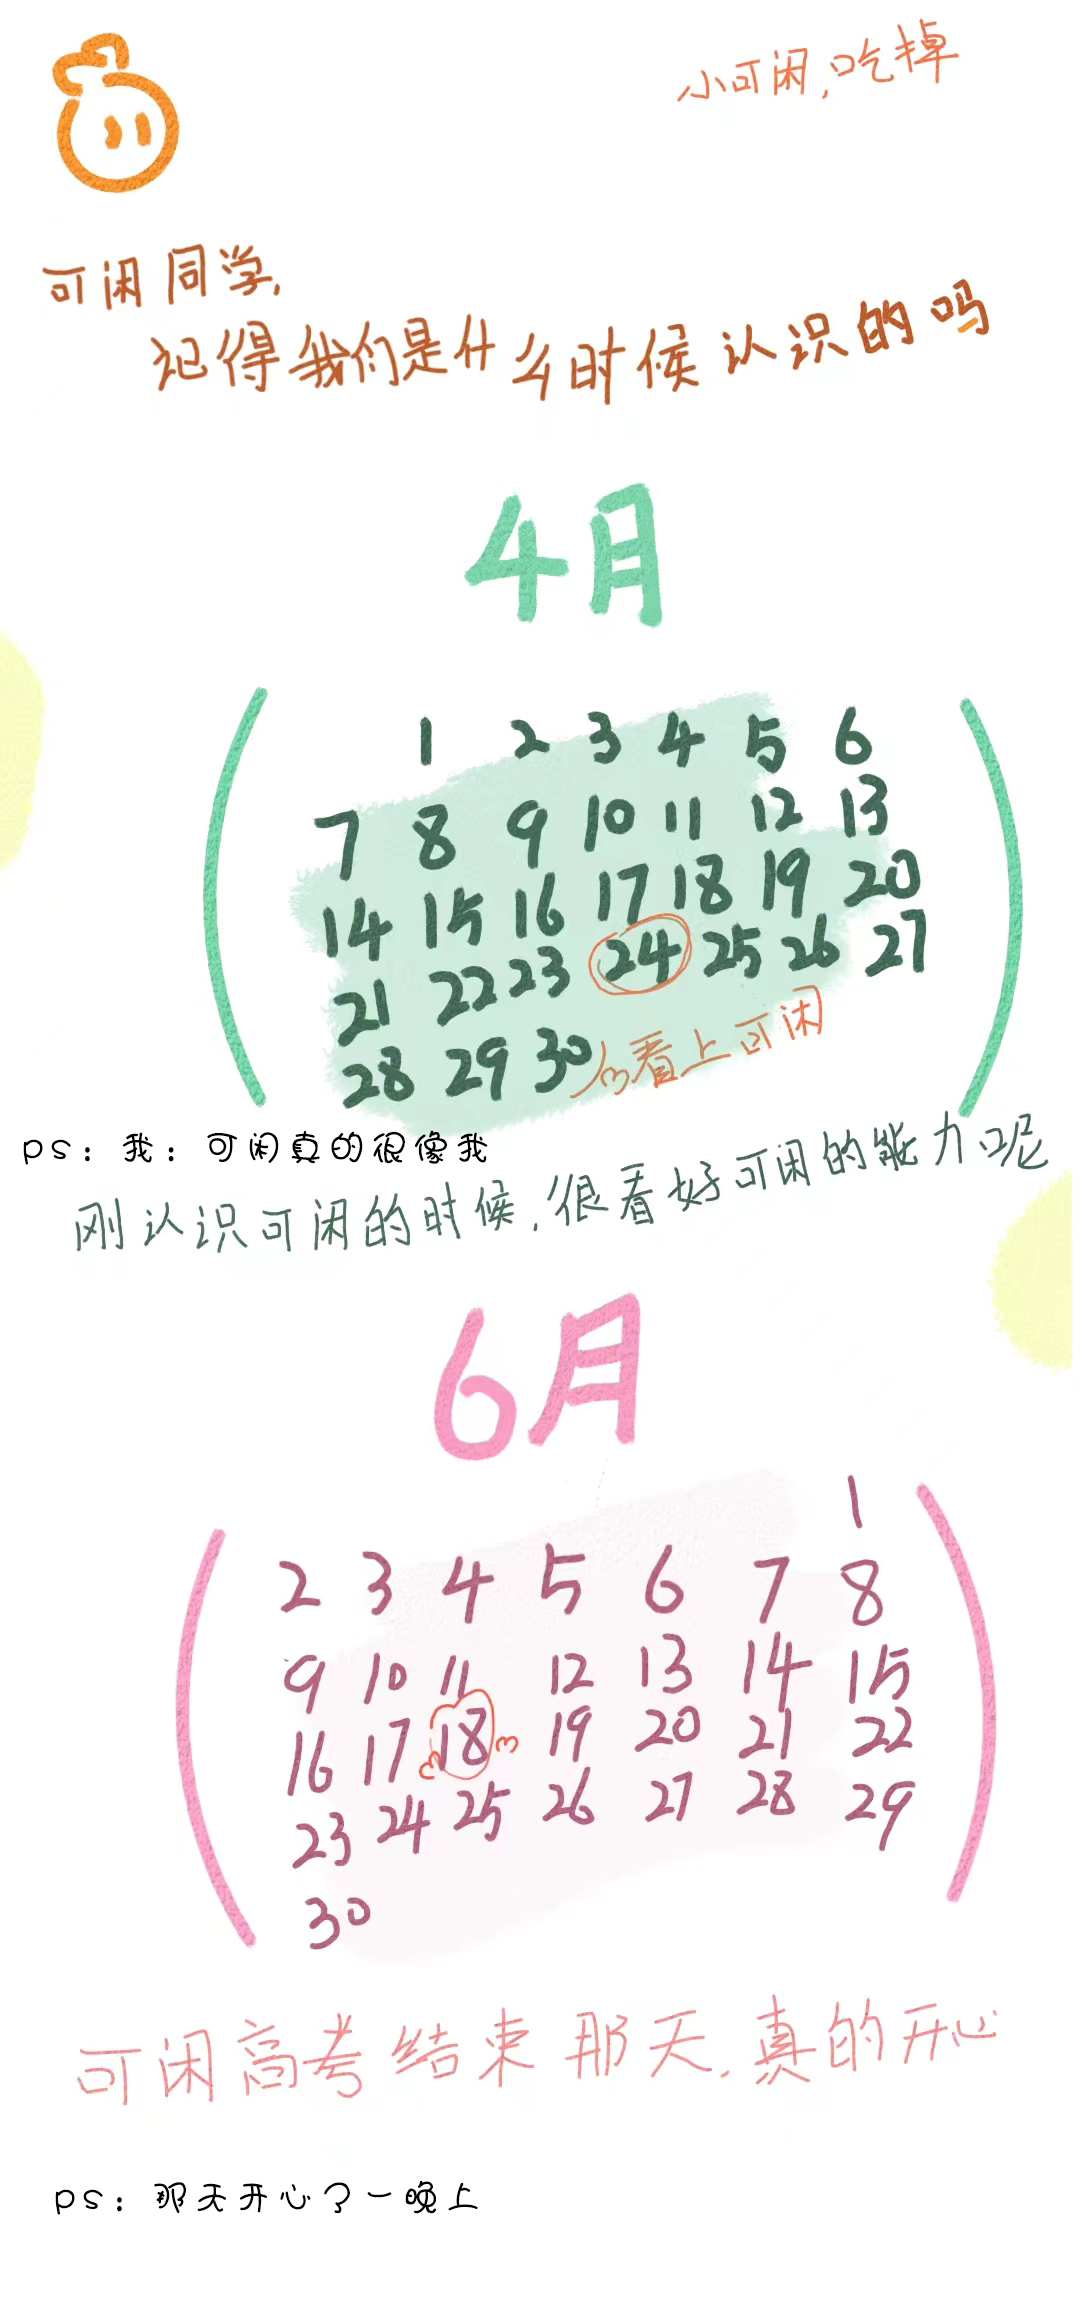 小可闲,吃掉
可闲同学,
记得我们是什么时候认识的吗
4月
1 2 3 4 5 6
7 8 9 10 11 12 13
14 15 16 17 18 19 20
21 22 23 24 25 26 27
28 29 30
看上可闲
ps：我：可闲真的很像我
刚认识可闲的时候,很看好可闲的能力呢
6月
1
2 3 4 5 6 7 8
9 10 11 12 13 14 15
16 17 18 19 20 21 22
23 24 25 26 27 28 29
30
可闲高考结束那天,真的开心
ps：那天开心了一晚上